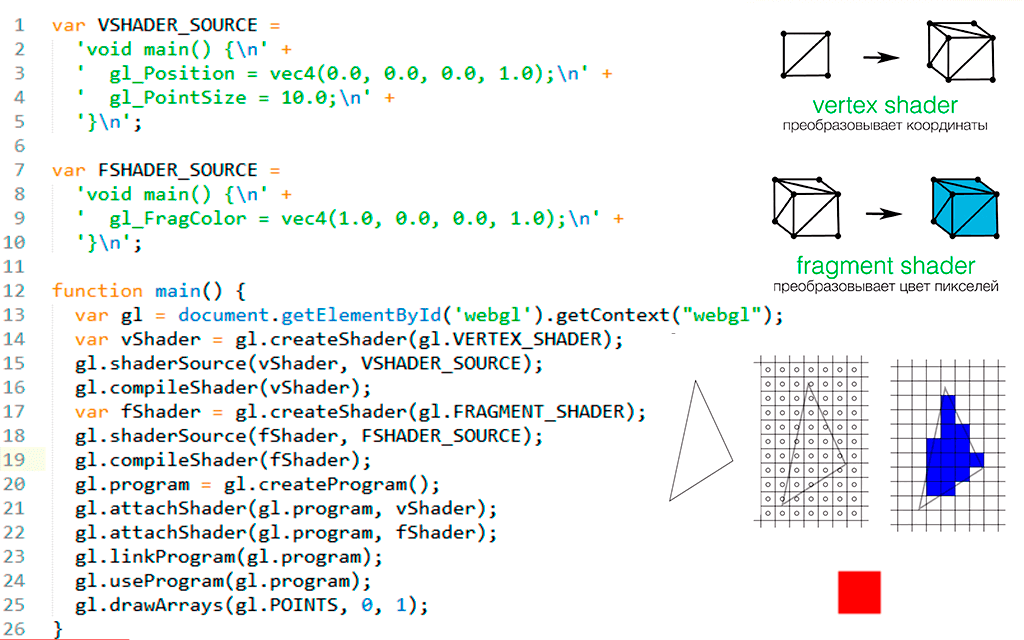 1 var VSHADER_SOURCE =
2 'void main() {\n' +
3 '  gl_Position = vec4(0.0, 0.0, 0.0, 1.0);\n' +
4 '  gl_PointSize = 10.0;\n' +
5 '}\n';
6
7 var FSHADER_SOURCE =
8 'void main() {\n' +
9 '  gl_FragColor = vec4(1.0, 0.0, 0.0, 1.0);\n' +
10 '}\n';
11
12 function main() {
13 var gl = document.getElementById('webgl').getContext("webgl");
14 var vShader = gl.createShader(gl.VERTEX_SHADER);
15 gl.shaderSource(vShader, VSHADER_SOURCE);
16 gl.compileShader(vShader);
17 var fShader = gl.createShader(gl.FRAGMENT_SHADER);
18 gl.shaderSource(fShader, FSHADER_SOURCE);
19 gl.compileShader(fShader);
20 gl.program = gl.createProgram();
21 gl.attachShader(gl.program, vShader);
22 gl.attachShader(gl.program, fShader);
23 gl.linkProgram(gl.program);
24 gl.useProgram(gl.program);
25 gl.drawArrays(gl.POINTS, 0, 1);
26 }
vertex shader
преобразовывает координаты
fragment shader
преобразовывает цвет пикселей